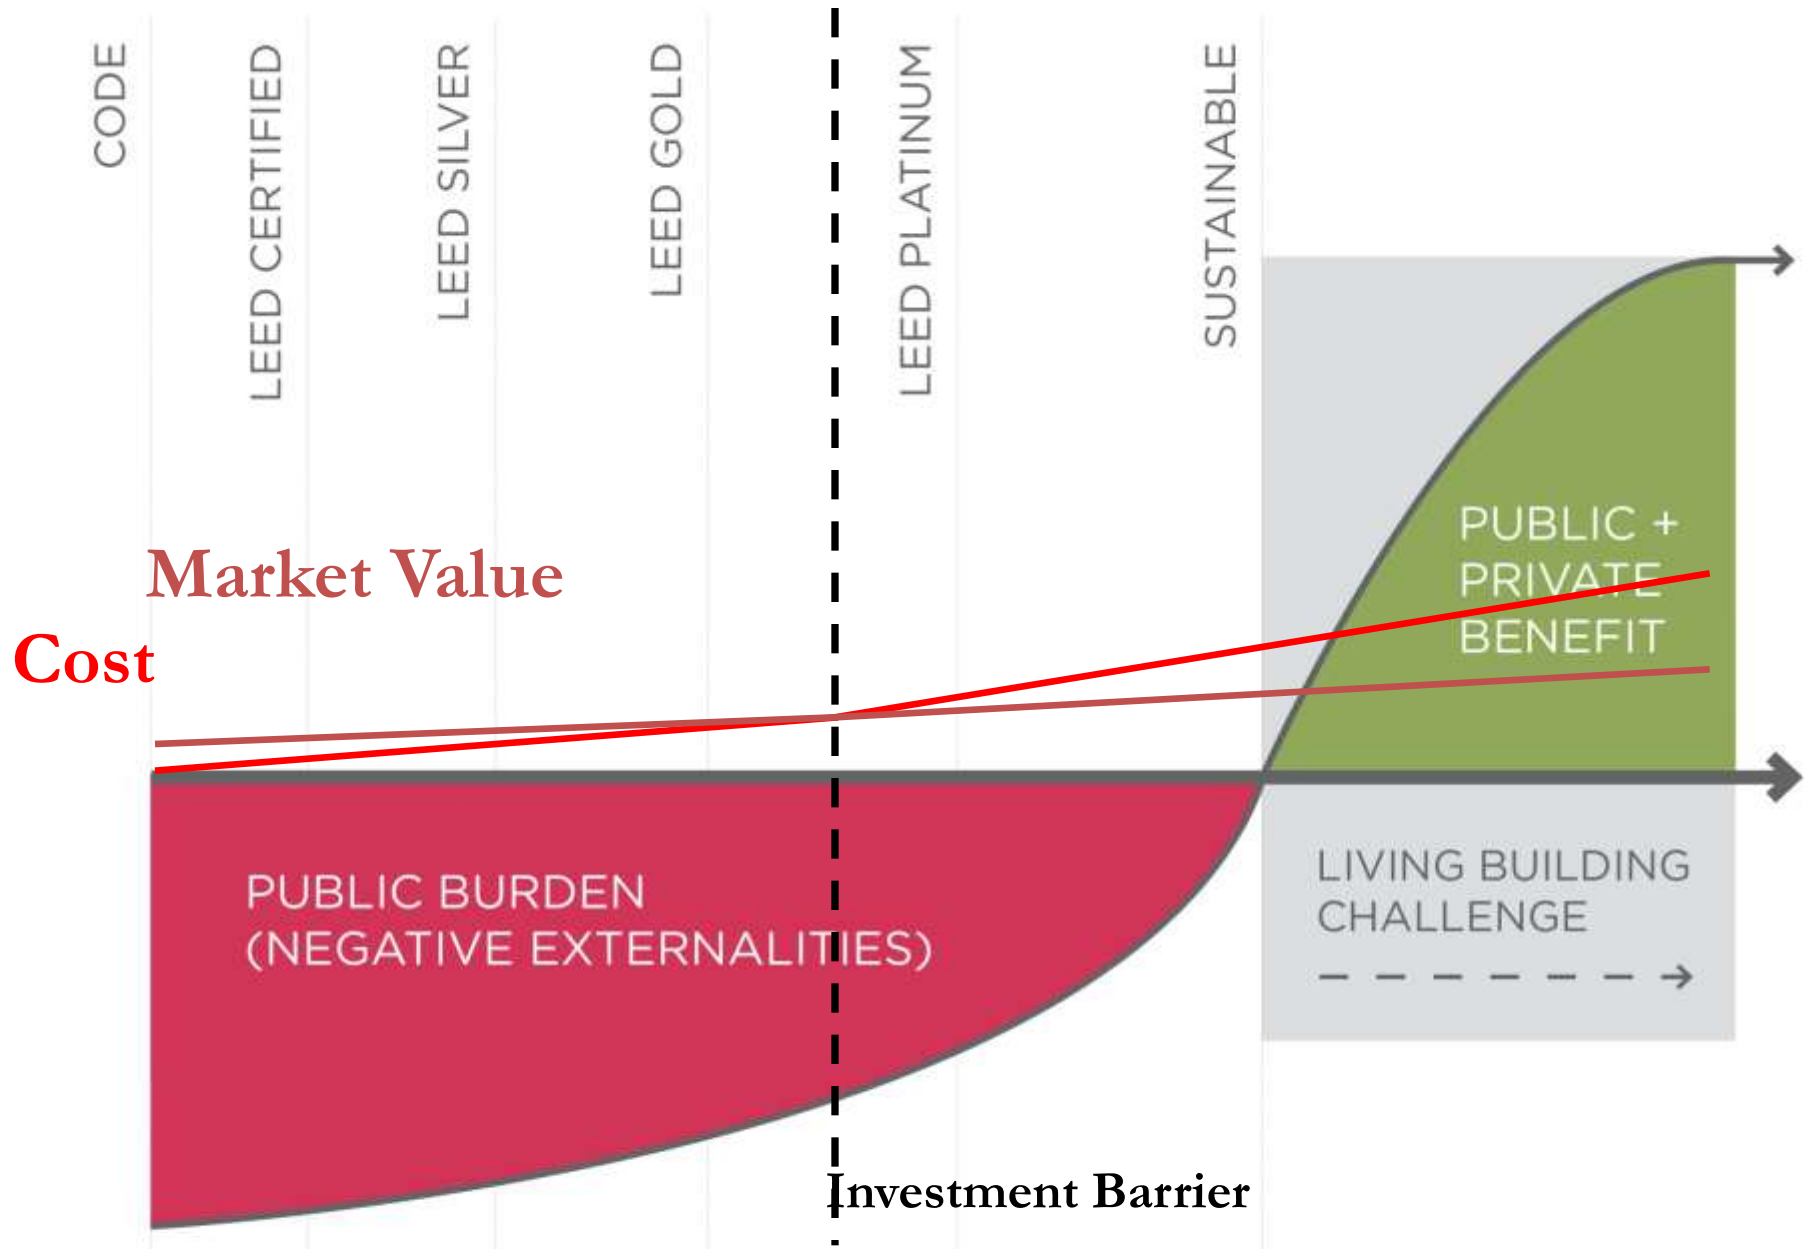 CODE
LEED CERTIFIED
LEED SILVER
LEED GOLD
LEED PLATINUM
SUSTAINABLE
Market Value
Cost
PUBLIC +
PRIVATE
BENEFIT
PUBLIC BURDEN
(NEGATIVE EXTERNALITIES)
LIVING BUILDING
CHALLENGE
Investment Barrier